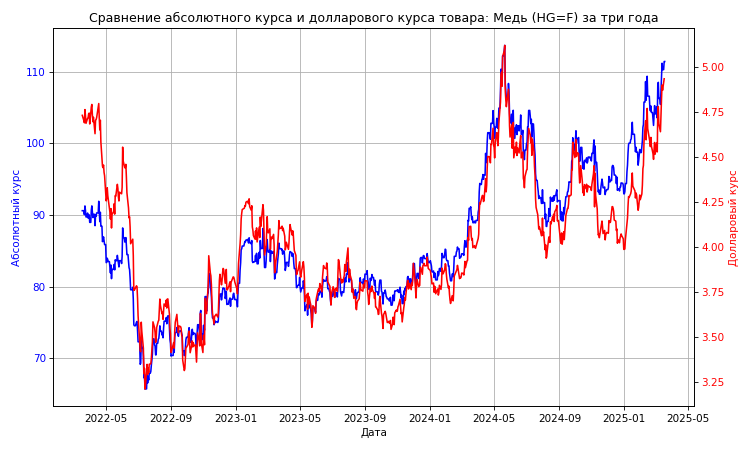 Сравнение абсолютного курса и долларового курса товара: Медь (HG=F) за три года
110
100
90
80
70
Абсолютный курс
5.00
4.75
4.50
4.25
4.00
3.75
3.50
3.25
Долларовый курс
2022-05 2022-09 2023-01 2023-05 2023-09 2024-01 2024-05 2024-09 2025-01 2025-05
Дата